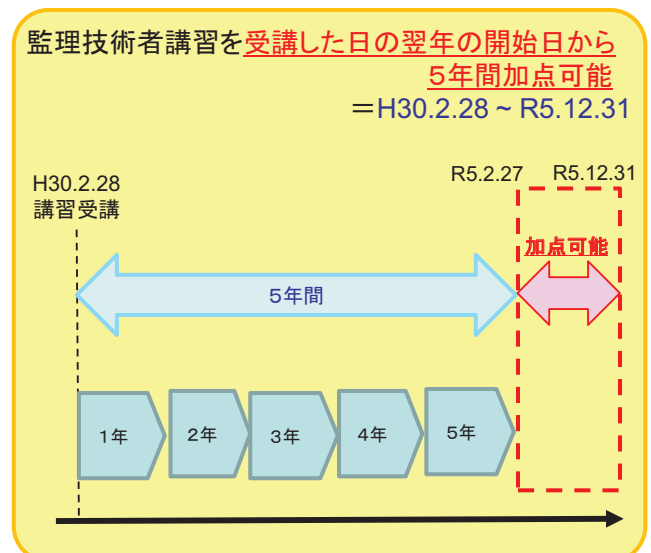 監理技術者講習を受講した日の翌年の開始日から
５年間加点可能
＝H30.2.28 ~ R5.12.31
R5.2.27 R5.12.31
H30.2.28
講習受講
加点可能
５年間
１年 ２年 ３年 ４年 ５年